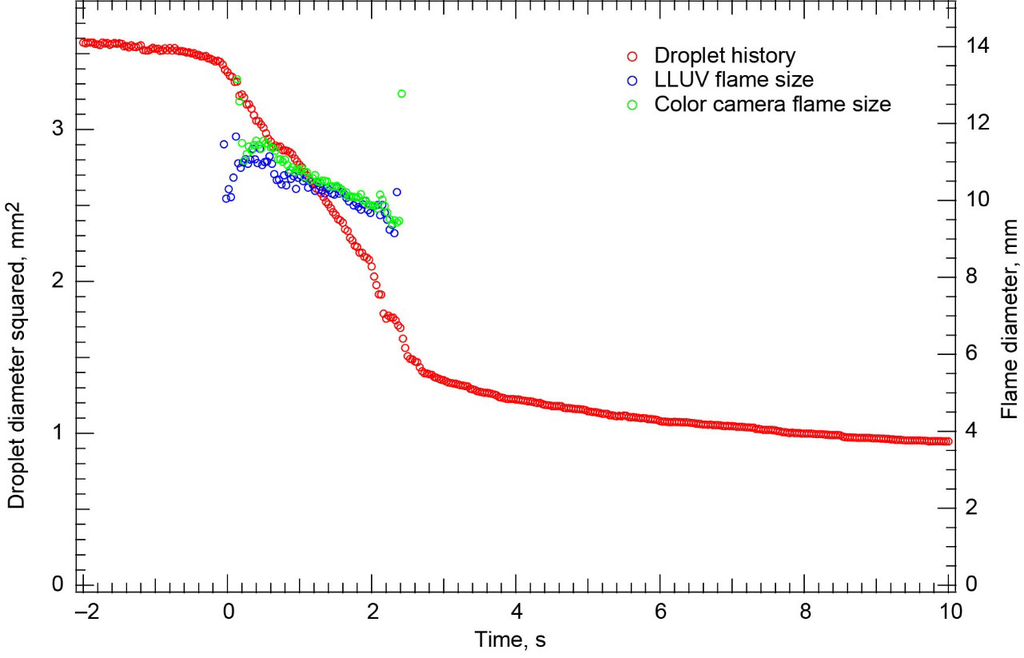 Droplet history
LLUV flame size
Color camera flame size
Droplet diameter squared, mm2
3
2
1
0
Flame diameter, mm
14
12
10
8
6
4
2
0
–2 0 2 4 6 8 10
Time, s